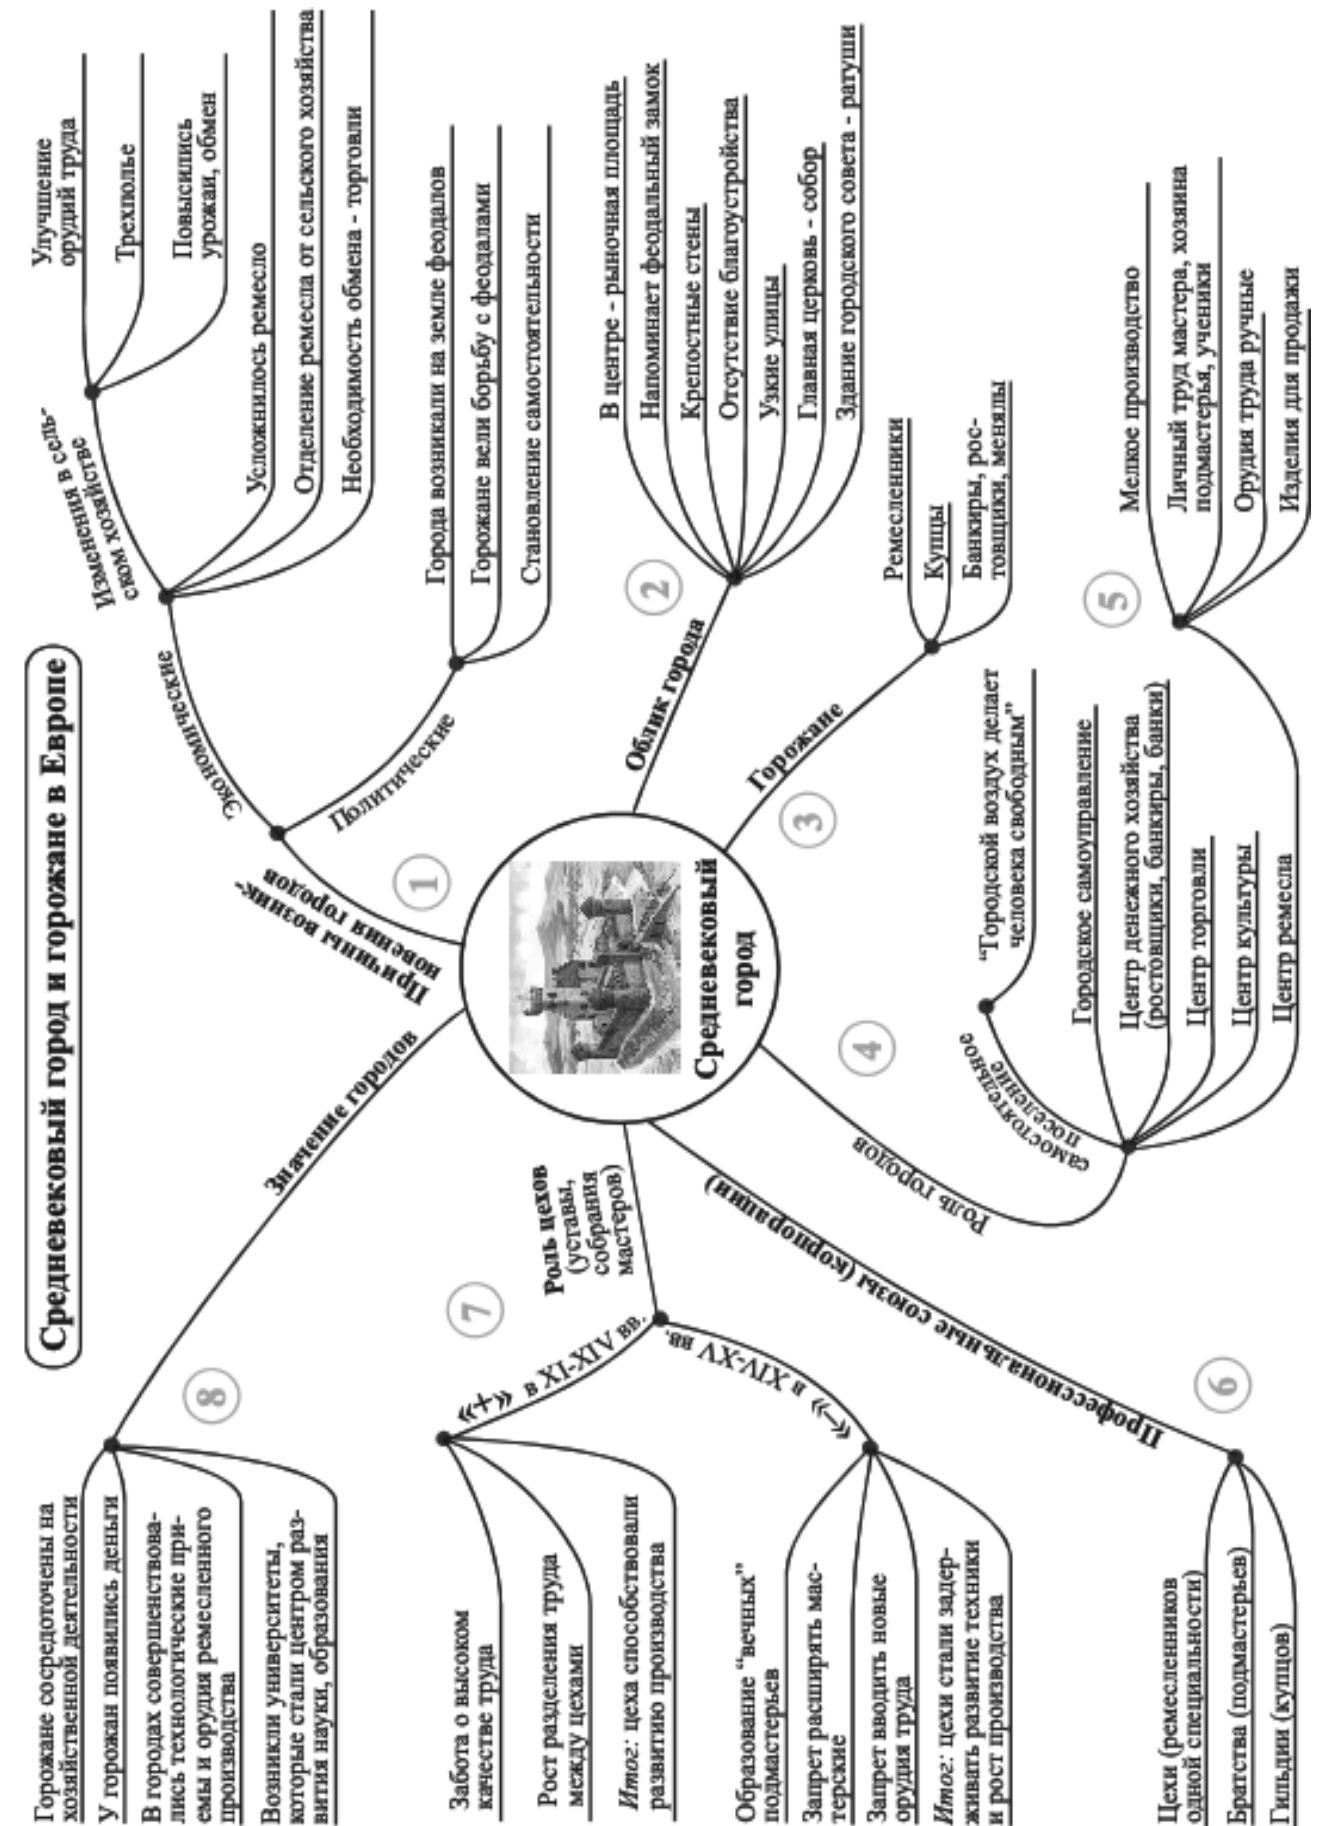 Средневековый город и горожане в Европе
Средневековый
город
1
Причины возник-
новения городов
Экономические
Изменения в сель-
ском хозяйстве
Улучшение
орудий труда
Трехполье
Повысились
урожаи, обмен
Усложнилось ремесло
Отделение ремесла от сельского хозяйства
Необходимость обмена - торговли
Политические
Города возникали на земле феодалов
Горожане вели борьбу с феодалами
Становление самостоятельности
2
Облик города
В центре - рыночная площадь
Напоминает феодальный замок
Крепостные стены
Отсутствие благоустройства
Узкие улицы
Главная церковь - собор
Здание городского совета - ратуши
3
Горожане
Ремесленники
Купцы
Банкиры, рос-
товщики, менялы
4
Роль городов
самостоятельное
поселение
“Городской воздух делает
человека свободным”
Городское самоуправление
Центр денежного хозяйства
(ростовщики, банкиры, банки)
Центр торговли
Центр культуры
Центр ремесла
5
Мелкое производство
Личный труд мастера, хозяина
подмастерья, ученики
Орудия труда ручные
Изделия для продажи
6
Профессиональные союзы (корпорации)
Цехи (ремесленников
одной специальности)
Братства (подмастерьев)
Гильдии (купцов)
7
Роль цехов
(уставы,
собрания
мастеров)
«+» в XI-XIV вв.
Забота о высоком
качестве труда
Рост разделения труда
между цехами
Итог: цеха способствовали
развитию производства
«–» в XIV-XV вв.
Образование “вечных”
подмастерьев
Запрет расширять мас-
терские
Запрет вводить новые
орудия труда
Итог: цехи стали задер-
живать развитие техники
и рост производства
8
Значение городов
Горожане сосредоточены на
хозяйственной деятельности
У горожан появились деньги
В городах совершенствова-
лись технологические при-
емы и орудия ремесленного
производства
Возникли университеты,
которые стали центром раз-
вития науки, образования